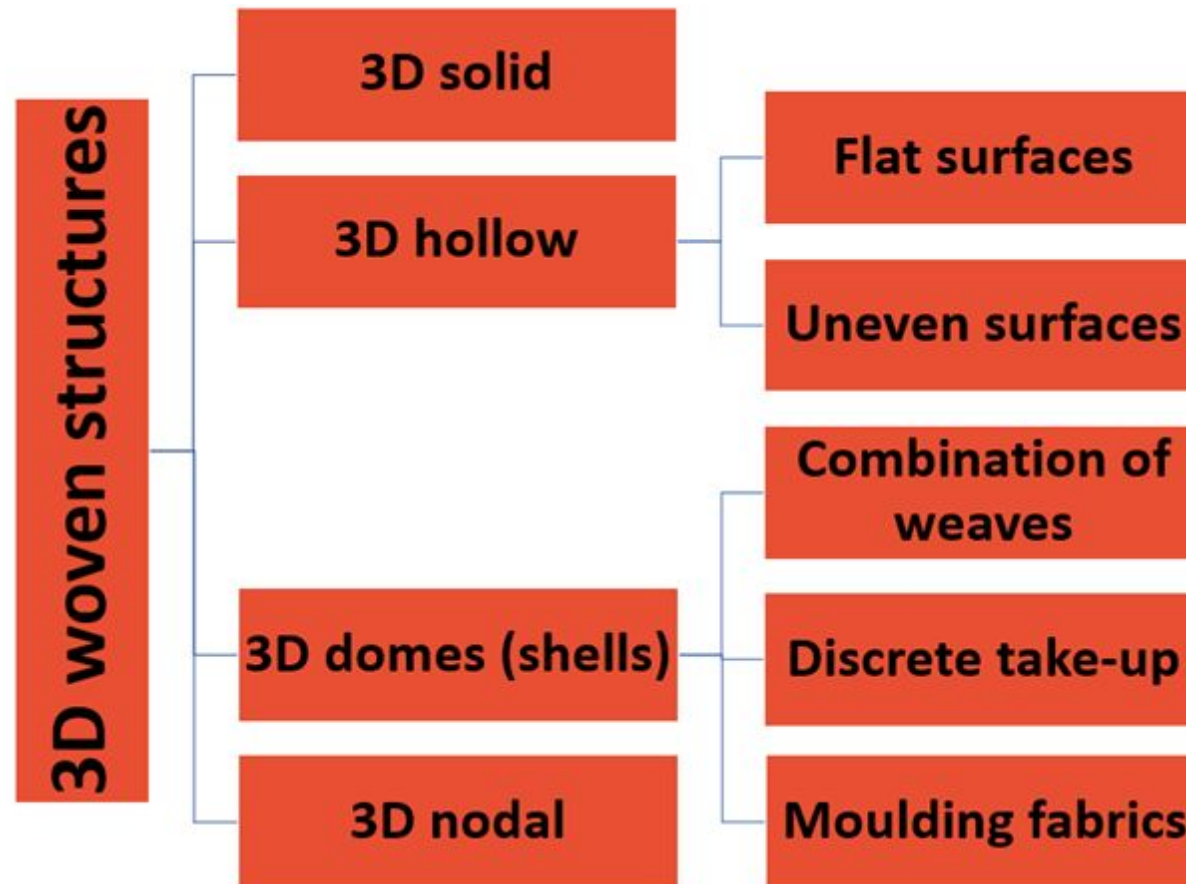 3D woven structures
3D solid
3D hollow
Flat surfaces
Uneven surfaces
3D domes (shells)
Combination of
weaves
Discrete take-up
Moulding fabrics
3D nodal